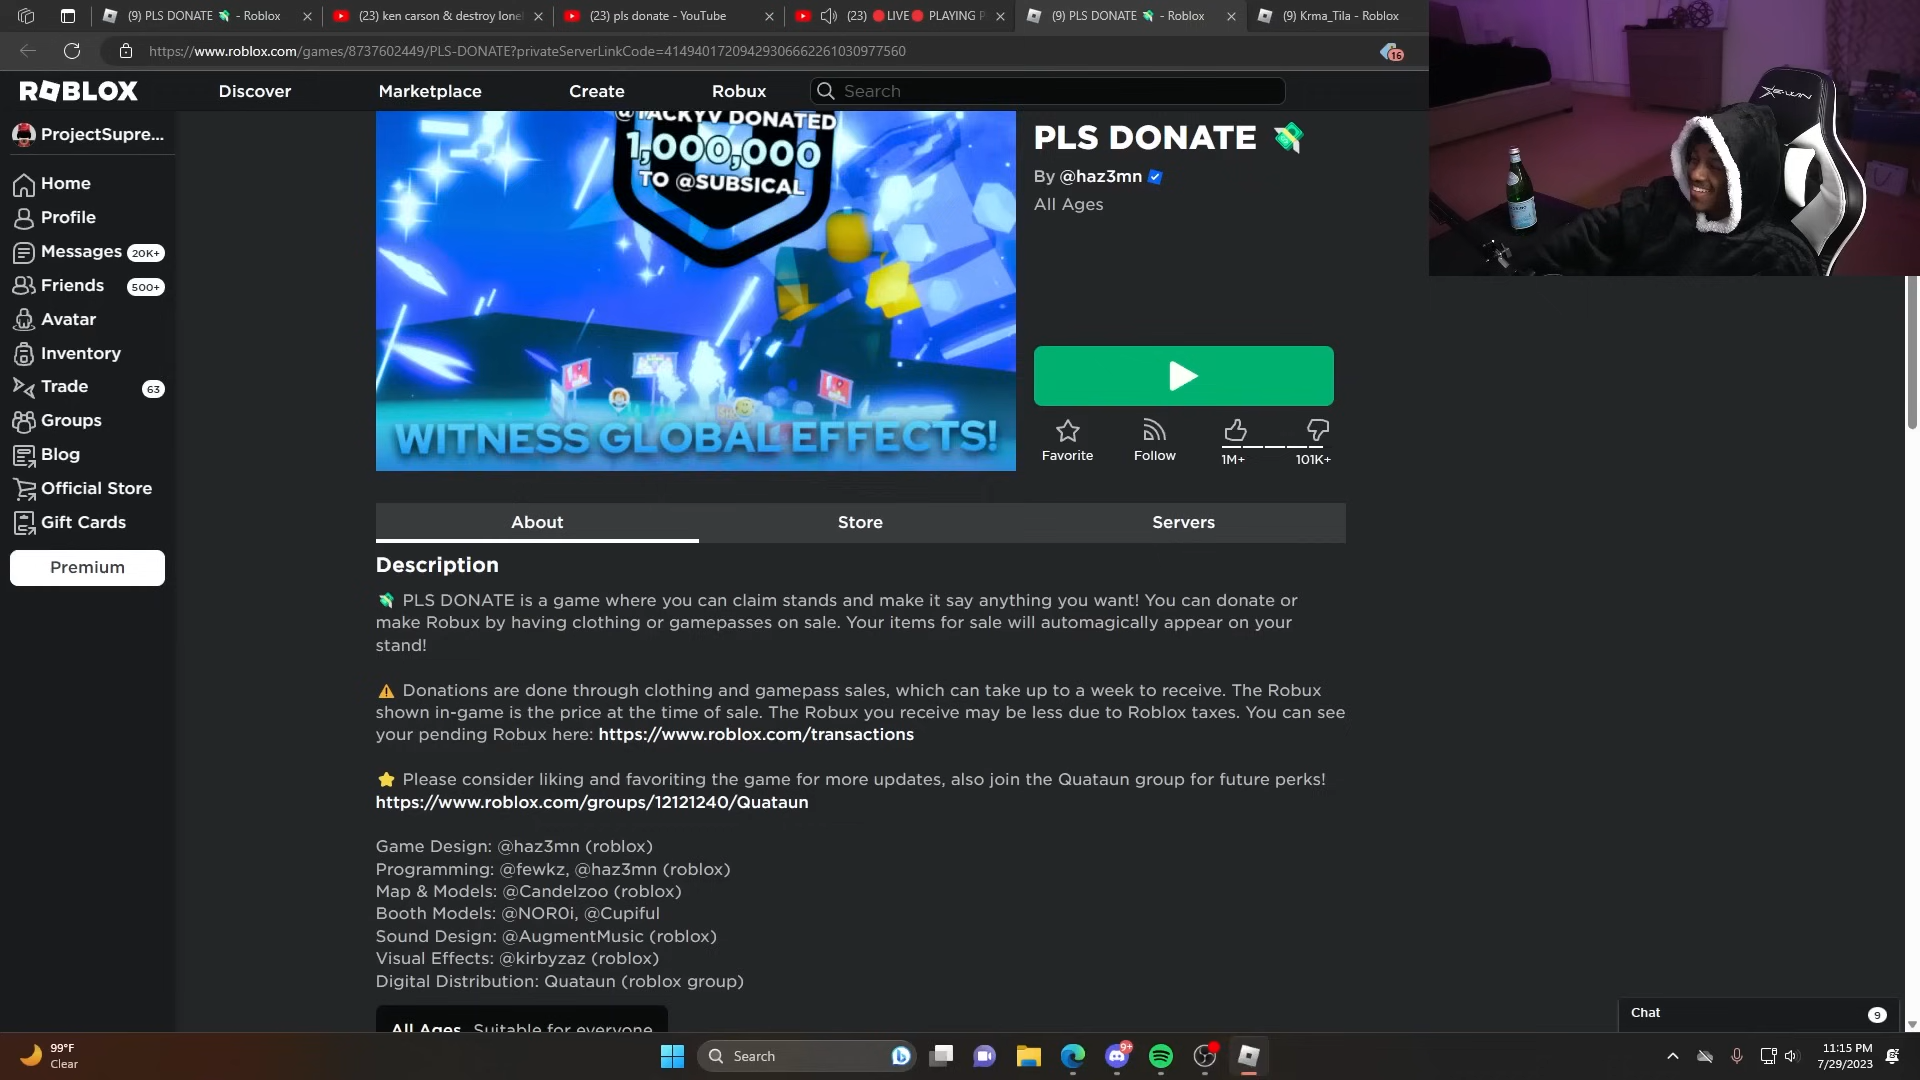 (9) PLS DONATE 💸 - Roblox
(23) ken carson & destroy lonel
(23) pls donate - YouTube
(23) 🔴LIVE🔴 PLAYING P
(9) PLS DONATE 💸 - Roblox
(9) Krma_Tila - Roblox
https://www.roblox.com/games/8737602449/PLS-DONATE?privateServerLinkCode=41494017209429306662261030977560
16
ROBLOX
Discover
Marketplace
Create
Robux
Search
ProjectSupre...
Home
Profile
Messages 20K+
Friends 500+
Avatar
Inventory
Trade 63
Groups
Blog
Official Store
Gift Cards
Premium
@TACKYV DONATED
1,000,000
TO @SUBSICAL
WITNESS GLOBAL EFFECTS!
PLS DONATE 💸
By @haz3mn
All Ages
Favorite
Follow
1M+
101K+
About
Store
Servers
Description
💸 PLS DONATE is a game where you can claim stands and make it say anything you want! You can donate or
make Robux by having clothing or gamepasses on sale. Your items for sale will automagically appear on your
stand!
⚠️ Donations are done through clothing and gamepass sales, which can take up to a week to receive. The Robux
shown in-game is the price at the time of sale. The Robux you receive may be less due to Roblox taxes. You can see
your pending Robux here: https://www.roblox.com/transactions
⭐ Please consider liking and favoriting the game for more updates, also join the Quataun group for future perks!
https://www.roblox.com/groups/12121240/Quataun
Game Design: @haz3mn (roblox)
Programming: @fewkz, @haz3mn (roblox)
Map & Models: @Candelzoo (roblox)
Booth Models: @NOR0i, @Cupiful
Sound Design: @AugmentMusic (roblox)
Visual Effects: @kirbyzaz (roblox)
Digital Distribution: Quataun (roblox group)
All Ages Suitable for everyone
Chat
9
99°F
Clear
Search
9+
11:15 PM
7/29/2023